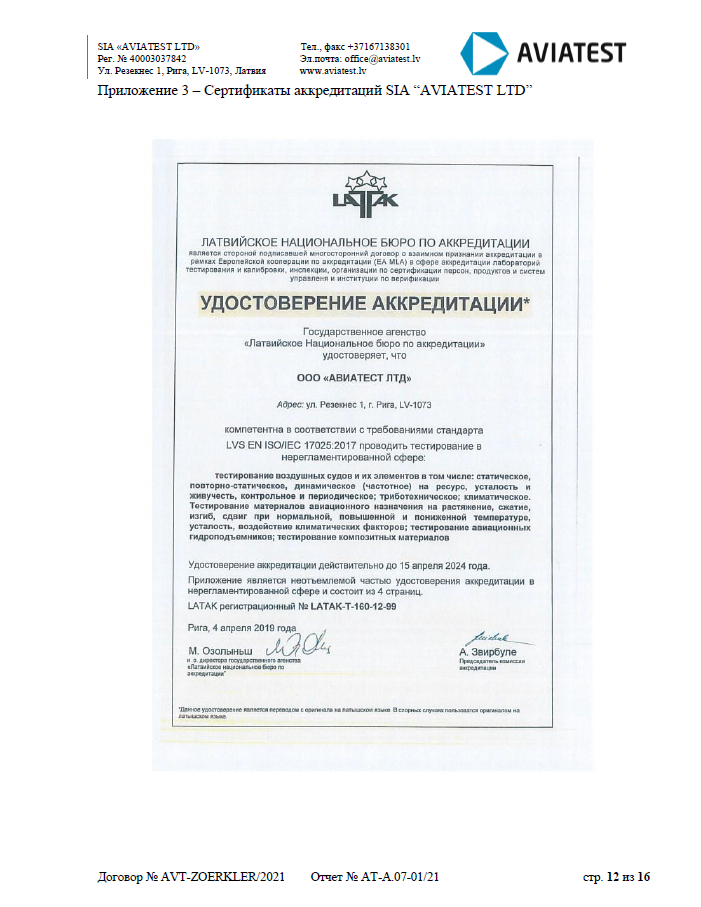 SIA «AVIATEST LTD»
Рег. № 40003037842
Ул. Резекнес 1, Рига, LV-1073, Латвия
Тел., факс +37167138301
Эл.почта: office@aviatest.lv
www.aviatest.lv
AVIATEST
Приложение 3 – Сертификаты аккредитаций SIA “AVIATEST LTD”
LATAK
ЛАТВИЙСКОЕ НАЦИОНАЛЬНОЕ БЮРО ПО АККРЕДИТАЦИИ
является стороной подписавшей многосторонний договор о взаимном признании аккредитации в
рамках Европейской кооперации по аккредитации (EA MLA) в сфере аккредитации лабораторий
тестирования и калибровки, инспекции, организации по сертификации персон, продуктов и систем
управленя и институции по верификации
УДОСТОВЕРЕНИЕ АККРЕДИТАЦИИ*
Государственное агенство
«Латвийское Национальное бюро по аккредитации»
удостоверяет, что
ООО «АВИАТЕСТ ЛТД»
Адрес: ул. Резекнес 1, г. Рига, LV-1073
компетентна в соответствии с требованиями стандарта
LVS EN ISO/IEC 17025:2017 проводить тестирование в
нерегламентированной сфере:
тестирование воздушных судов и их элементов в том числе: статическое,
повторно-статическое, динамическое (частотное) на ресурс, усталость и
живучесть, контрольное и периодическое; триботехническое; климатическое.
Тестирование материалов авиационного назначения на растяжение, сжатие,
изгиб, сдвиг при нормальной, повышенной и пониженной температуре,
усталость, воздействие климатических факторов; тестирование авиационных
гидроподъемников; тестирование композитных материалов
Удостоверение аккредитации действительно до 15 апреля 2024 года.
Приложение является неотъемлемой частью удостоверения аккредитации в
нерегламентированной сфере и состоит из 4 страниц.
LATAK регистрационный № LATAK-T-160-12-99
Рига, 4 апреля 2019 года
М. Озолыньш
и. о. директора государственного агенства
«Латвийское национальное бюро по
аккредитации"
А. Звирбуле
Председатель комиссии
аккредитации
*Данное удостоверение является переводом с оригинала на латышском языке. В спорных случаях пользоватся оригиналом на
латышском языке.
Договор № AVT-ZOERKLER/2021
Отчет № AT-A.07-01/21
стр. 12 из 16